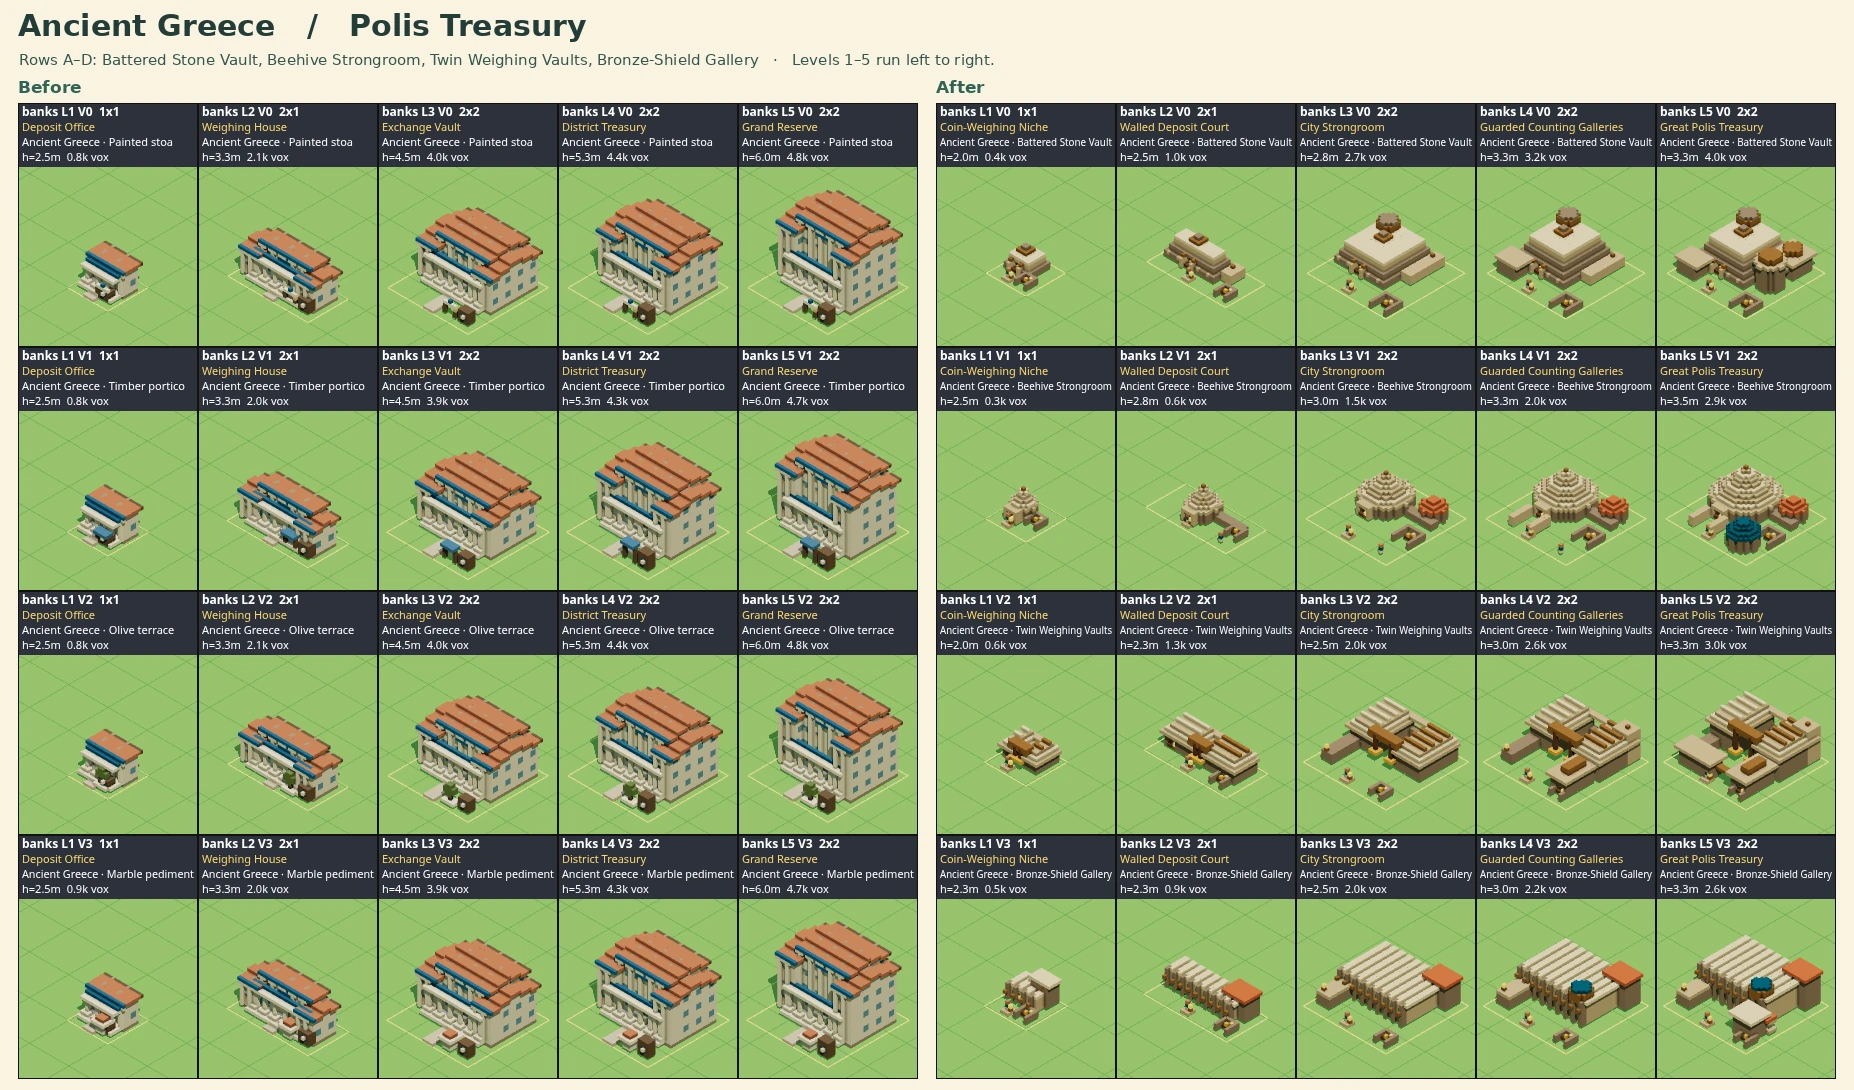 Ancient Greece / Polis Treasury
Rows A–D: Battered Stone Vault, Beehive Strongroom, Twin Weighing Vaults, Bronze-Shield Gallery · Levels 1–5 run left to right.
Before
banks L1 V0 1x1
Deposit Office
Ancient Greece · Painted stoa
h=2.5m 0.8k vox
banks L2 V0 2x1
Weighing House
Ancient Greece · Painted stoa
h=3.3m 2.1k vox
banks L3 V0 2x2
Exchange Vault
Ancient Greece · Painted stoa
h=4.5m 4.0k vox
banks L4 V0 2x2
District Treasury
Ancient Greece · Painted stoa
h=5.3m 4.4k vox
banks L5 V0 2x2
Grand Reserve
Ancient Greece · Painted stoa
h=6.0m 4.8k vox
banks L1 V1 1x1
Deposit Office
Ancient Greece · Timber portico
h=2.5m 0.8k vox
banks L2 V1 2x1
Weighing House
Ancient Greece · Timber portico
h=3.3m 2.0k vox
banks L3 V1 2x2
Exchange Vault
Ancient Greece · Timber portico
h=4.5m 3.9k vox
banks L4 V1 2x2
District Treasury
Ancient Greece · Timber portico
h=5.3m 4.3k vox
banks L5 V1 2x2
Grand Reserve
Ancient Greece · Timber portico
h=6.0m 4.7k vox
banks L1 V2 1x1
Deposit Office
Ancient Greece · Olive terrace
h=2.5m 0.8k vox
banks L2 V2 2x1
Weighing House
Ancient Greece · Olive terrace
h=3.3m 2.1k vox
banks L3 V2 2x2
Exchange Vault
Ancient Greece · Olive terrace
h=4.5m 4.0k vox
banks L4 V2 2x2
District Treasury
Ancient Greece · Olive terrace
h=5.3m 4.4k vox
banks L5 V2 2x2
Grand Reserve
Ancient Greece · Olive terrace
h=6.0m 4.8k vox
banks L1 V3 1x1
Deposit Office
Ancient Greece · Marble pediment
h=2.5m 0.9k vox
banks L2 V3 2x1
Weighing House
Ancient Greece · Marble pediment
h=3.3m 2.0k vox
banks L3 V3 2x2
Exchange Vault
Ancient Greece · Marble pediment
h=4.5m 3.9k vox
banks L4 V3 2x2
District Treasury
Ancient Greece · Marble pediment
h=5.3m 4.3k vox
banks L5 V3 2x2
Grand Reserve
Ancient Greece · Marble pediment
h=6.0m 4.7k vox
After
banks L1 V0 1x1
Coin-Weighing Niche
Ancient Greece · Battered Stone Vault
h=2.0m 0.4k vox
banks L2 V0 2x1
Walled Deposit Court
Ancient Greece · Battered Stone Vault
h=2.5m 1.0k vox
banks L3 V0 2x2
City Strongroom
Ancient Greece · Battered Stone Vault
h=2.8m 2.7k vox
banks L4 V0 2x2
Guarded Counting Galleries
Ancient Greece · Battered Stone Vault
h=3.3m 3.2k vox
banks L5 V0 2x2
Great Polis Treasury
Ancient Greece · Battered Stone Vault
h=3.3m 4.0k vox
banks L1 V1 1x1
Coin-Weighing Niche
Ancient Greece · Beehive Strongroom
h=2.5m 0.3k vox
banks L2 V1 2x1
Walled Deposit Court
Ancient Greece · Beehive Strongroom
h=2.8m 0.6k vox
banks L3 V1 2x2
City Strongroom
Ancient Greece · Beehive Strongroom
h=3.0m 1.5k vox
banks L4 V1 2x2
Guarded Counting Galleries
Ancient Greece · Beehive Strongroom
h=3.3m 2.0k vox
banks L5 V1 2x2
Great Polis Treasury
Ancient Greece · Beehive Strongroom
h=3.5m 2.9k vox
banks L1 V2 1x1
Coin-Weighing Niche
Ancient Greece · Twin Weighing Vaults
h=2.0m 0.6k vox
banks L2 V2 2x1
Walled Deposit Court
Ancient Greece · Twin Weighing Vaults
h=2.3m 1.3k vox
banks L3 V2 2x2
City Strongroom
Ancient Greece · Twin Weighing Vaults
h=2.5m 2.0k vox
banks L4 V2 2x2
Guarded Counting Galleries
Ancient Greece · Twin Weighing Vaults
h=3.0m 2.6k vox
banks L5 V2 2x2
Great Polis Treasury
Ancient Greece · Twin Weighing Vaults
h=3.3m 3.0k vox
banks L1 V3 1x1
Coin-Weighing Niche
Ancient Greece · Bronze-Shield Gallery
h=2.3m 0.5k vox
banks L2 V3 2x1
Walled Deposit Court
Ancient Greece · Bronze-Shield Gallery
h=2.3m 0.9k vox
banks L3 V3 2x2
City Strongroom
Ancient Greece · Bronze-Shield Gallery
h=2.5m 2.0k vox
banks L4 V3 2x2
Guarded Counting Galleries
Ancient Greece · Bronze-Shield Gallery
h=3.0m 2.2k vox
banks L5 V3 2x2
Great Polis Treasury
Ancient Greece · Bronze-Shield Gallery
h=3.3m 2.6k vox